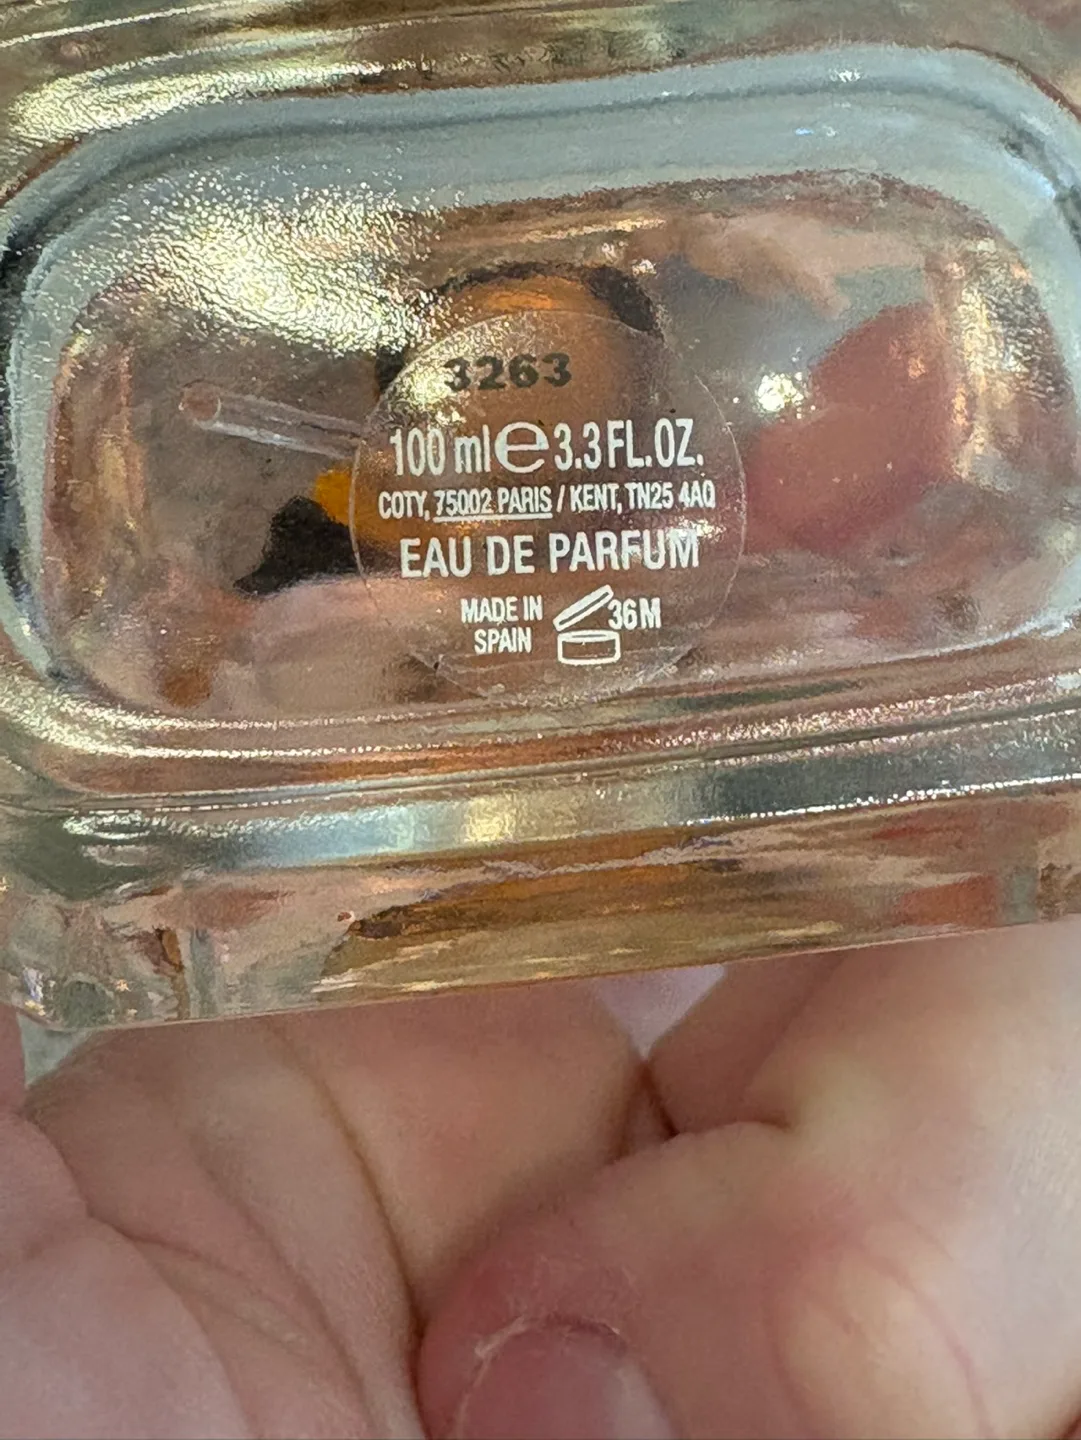 3263
100 ml e 3.3 FL.OZ.
COTY, 75002 PARIS / KENT, TN25 4AQ
EAU DE PARFUM
MADE IN
SPAIN
36M